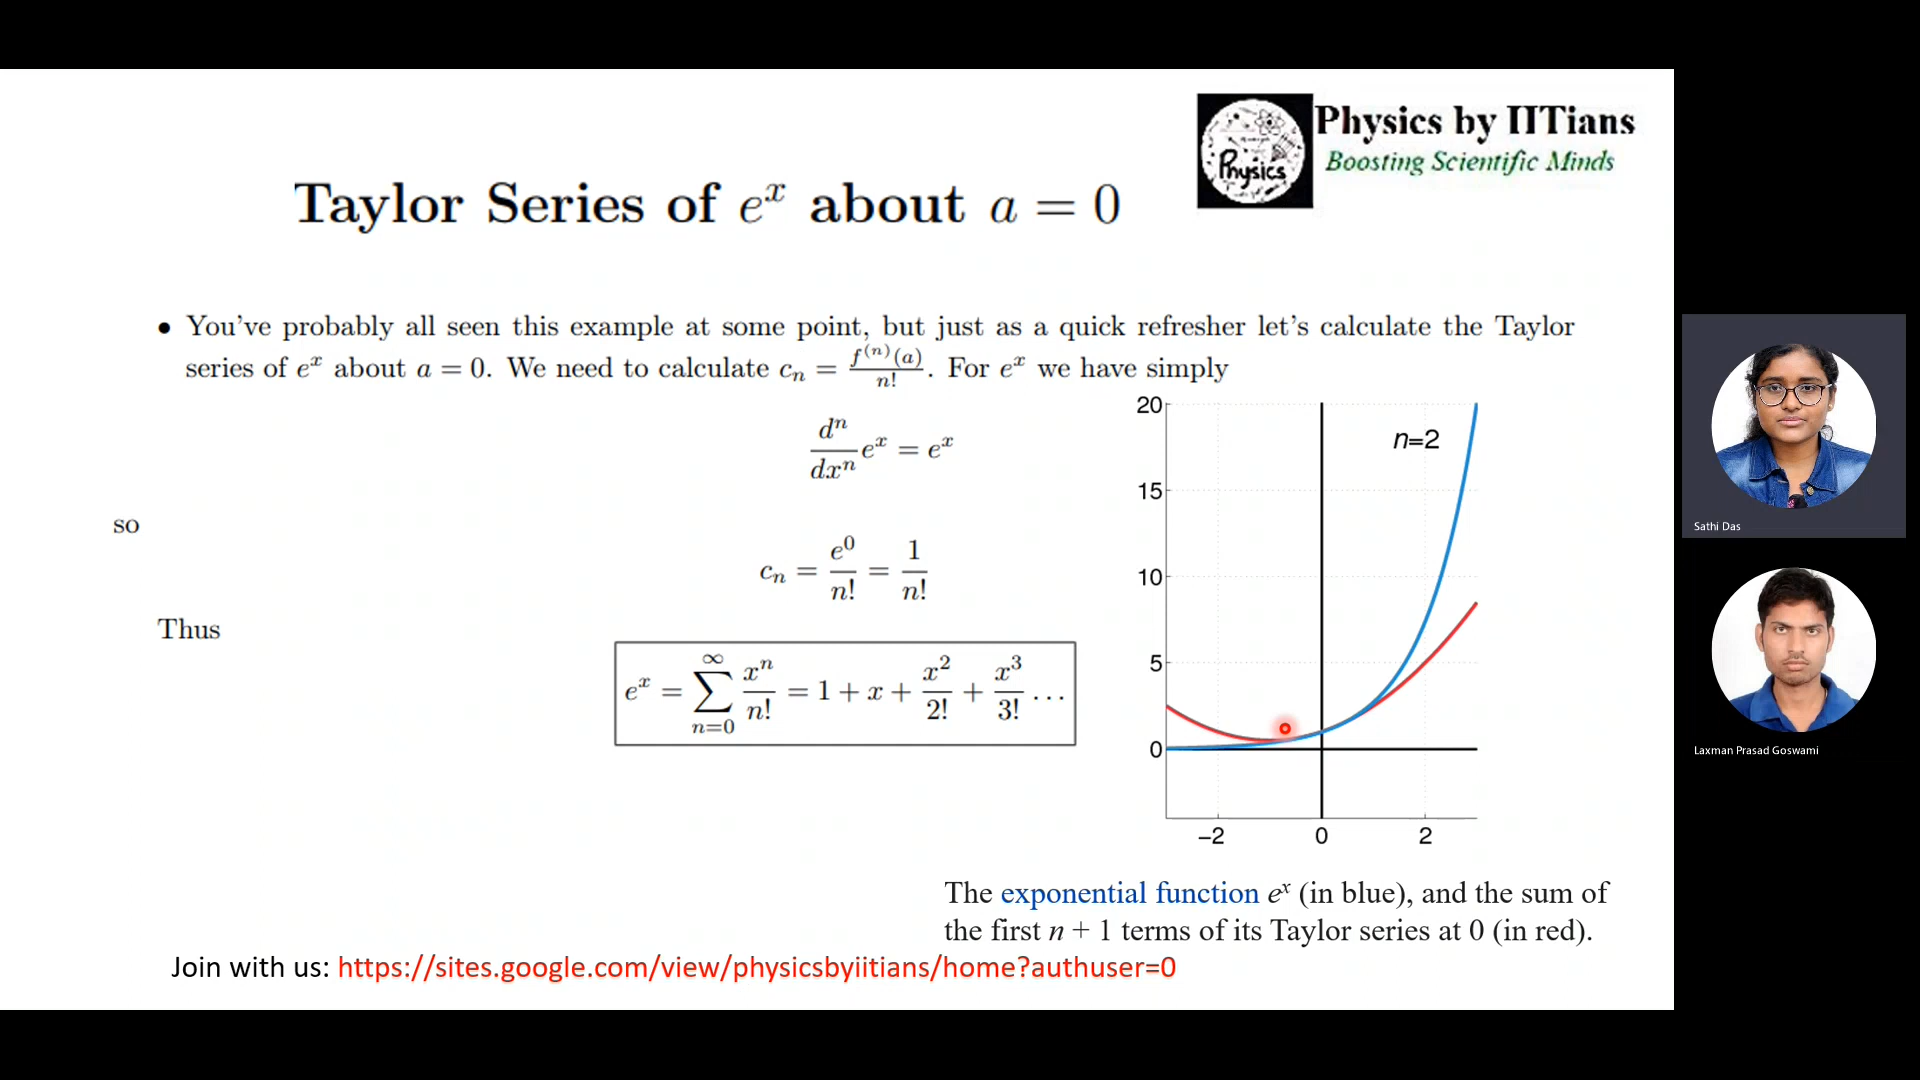 Physics
Physics by IITians
Boosting Scientific Minds
Taylor Series of e^x about a = 0
• You've probably all seen this example at some point, but just as a quick refresher let's calculate the Taylor
series of e^x about a = 0. We need to calculate c_n = f^(n)(a)/n!. For e^x we have simply
d^n/dx^n e^x = e^x
so
c_n = e^0/n! = 1/n!
Thus
e^x = ∑_{n=0}^{∞} x^n/n! = 1 + x + x^2/2! + x^3/3! ...
n=2
20
15
10
5
0
−2 0 2
The exponential function e^x (in blue), and the sum of
the first n + 1 terms of its Taylor series at 0 (in red).
Join with us: https://sites.google.com/view/physicsbyiitians/home?authuser=0
Sathi Das
Laxman Prasad Goswami